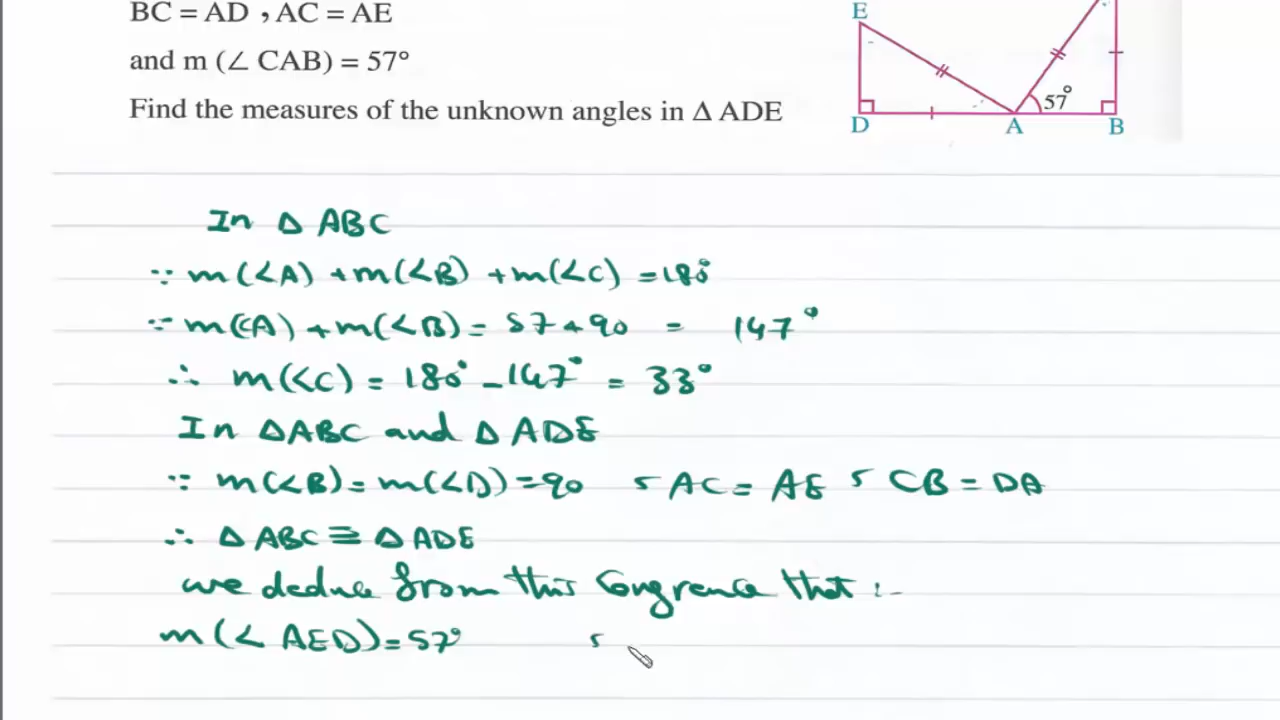 BC = AD , AC = AE
and m (∠ CAB) = 57°
Find the measures of the unknown angles in Δ ADE
E
57°
D
A
B
In Δ ABC
∵ m(∠A) + m(∠B) + m(∠C) = 180°
∵ m(∠A) + m(∠B) = 57 + 90 = 147°
∴ m(∠C) = 180° - 147° = 33°
In ΔABC and Δ ADE
∵ m(∠B) = m(∠D) = 90 , AC = AE , CB = DA
∴ Δ ABC ≡ Δ ADE
we deduce from this Congrence that :-
m(∠ AED) = 57° ,